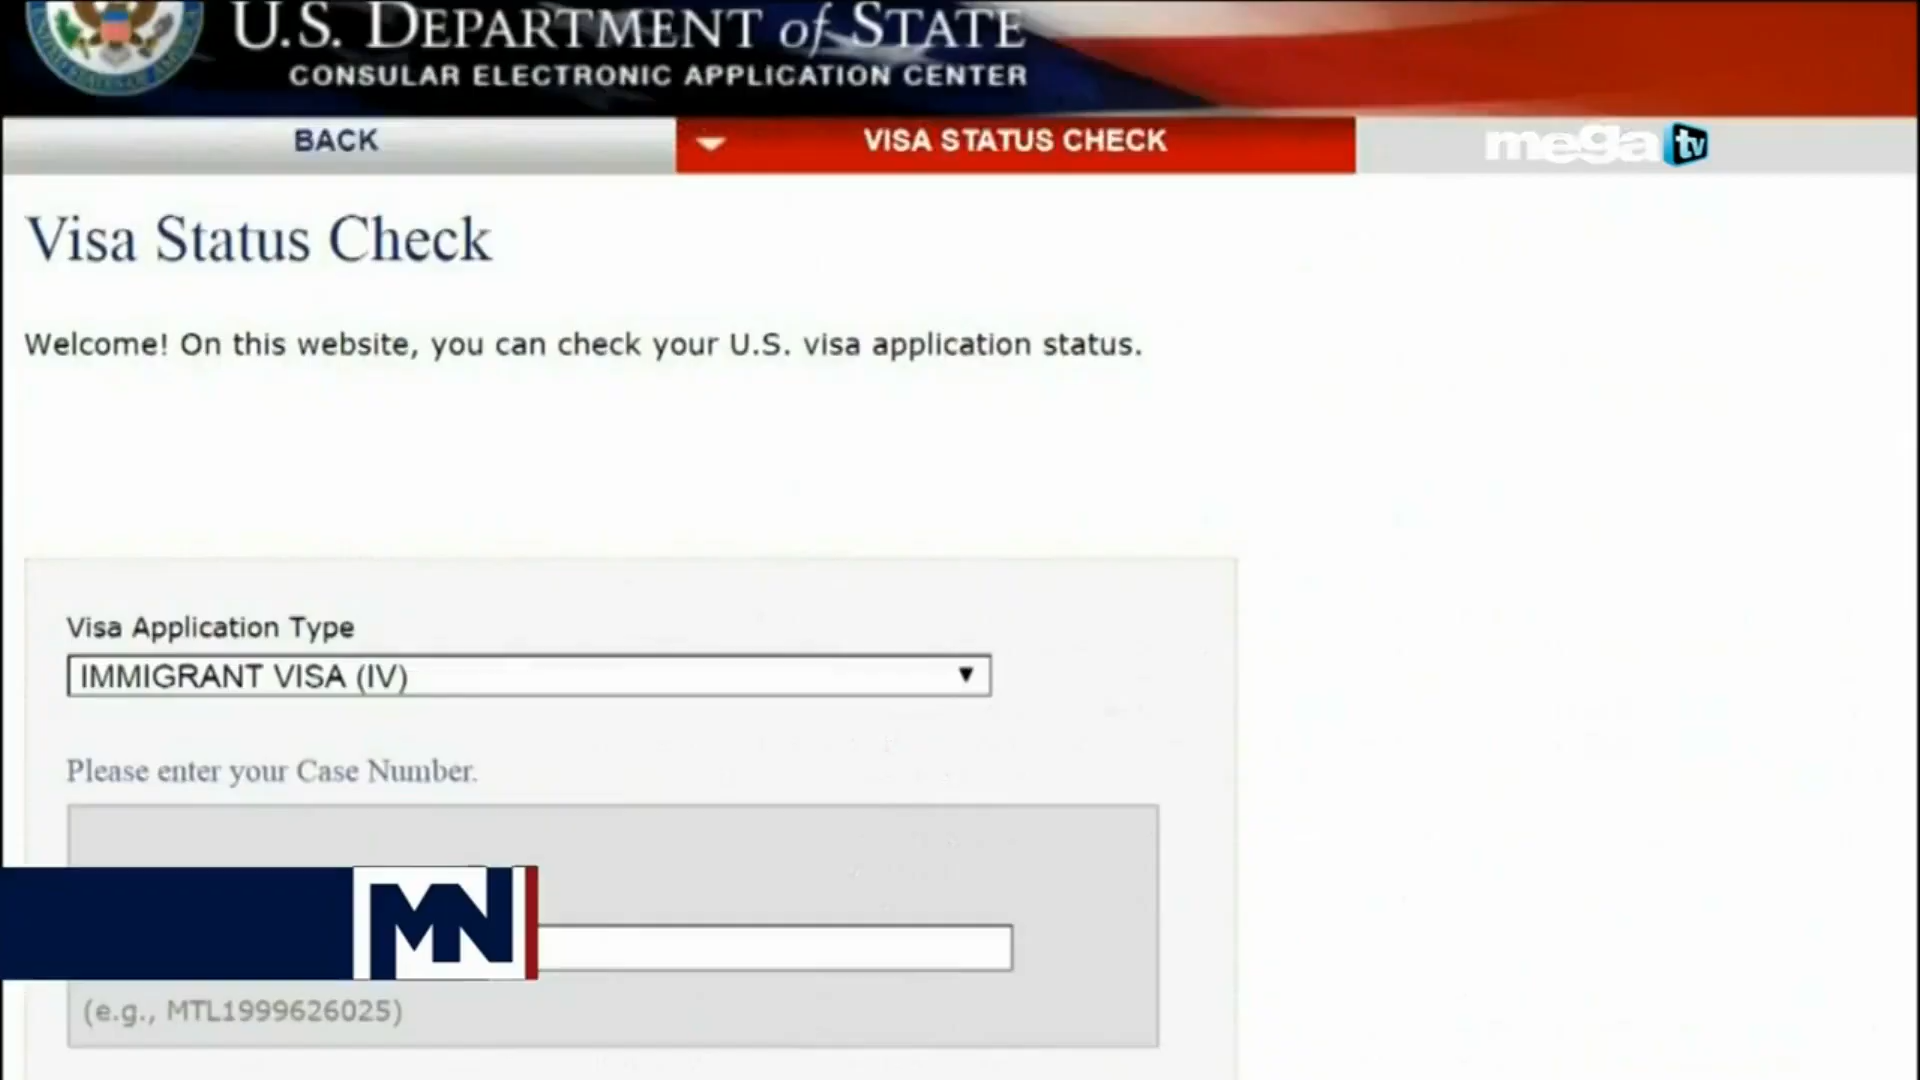 U.S. DEPARTMENT of STATE
CONSULAR ELECTRONIC APPLICATION CENTER
BACK
VISA STATUS CHECK
mega tv
Visa Status Check
Welcome! On this website, you can check your U.S. visa application status.
Visa Application Type
IMMIGRANT VISA (IV)
Please enter your Case Number.
MN
(e.g., MTL1999626025)